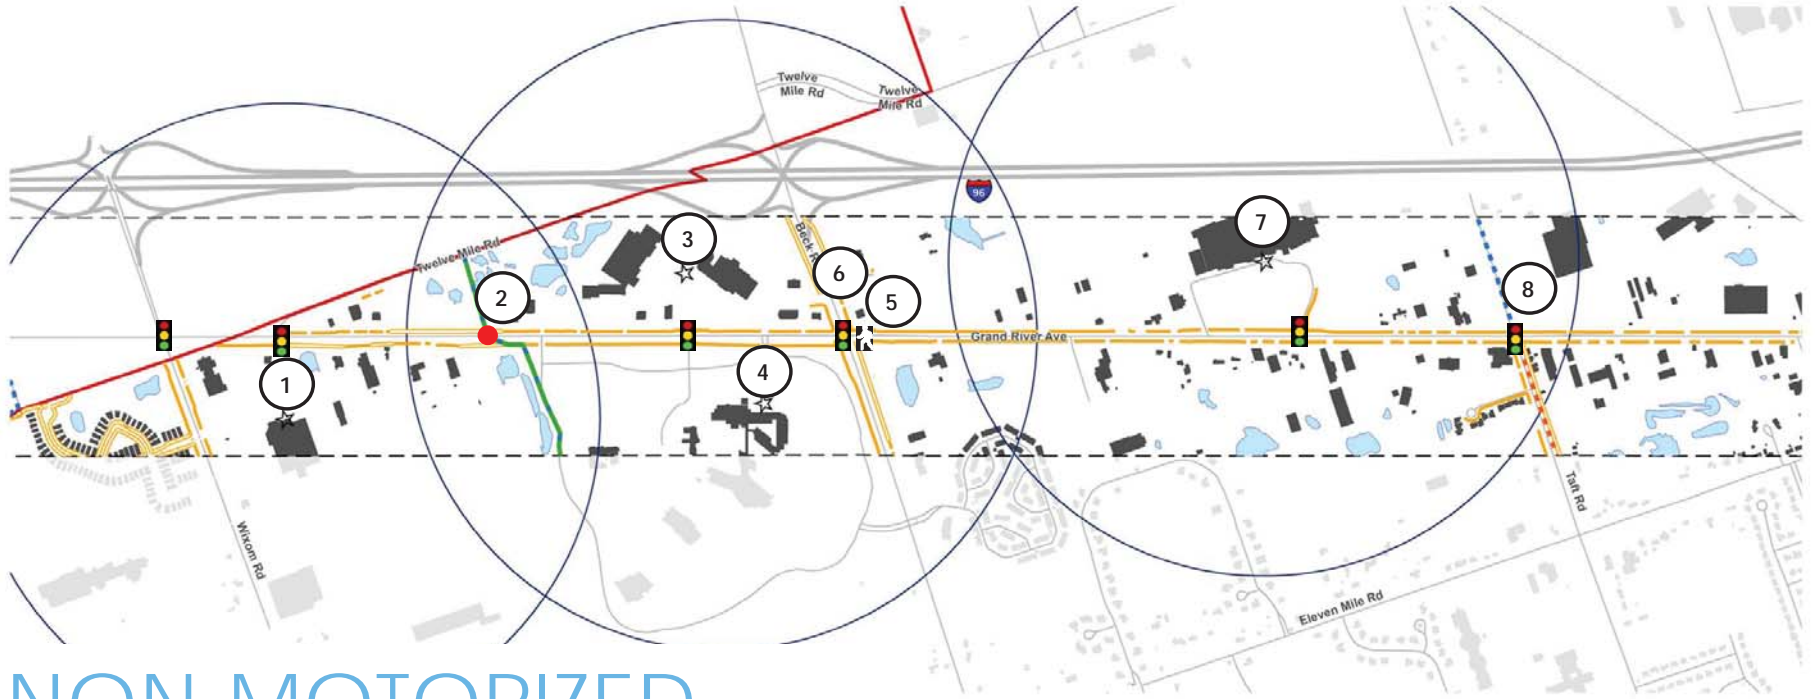 Twelve
Mile Rd
Twelve
Mile Rd
96
Twelve Mile Rd
Beck R
1
2
3
4
5
6
7
8
Grand River Ave
Wixom Rd
Taft Rd
Eleven Mile Rd
NON-MOTORIZED